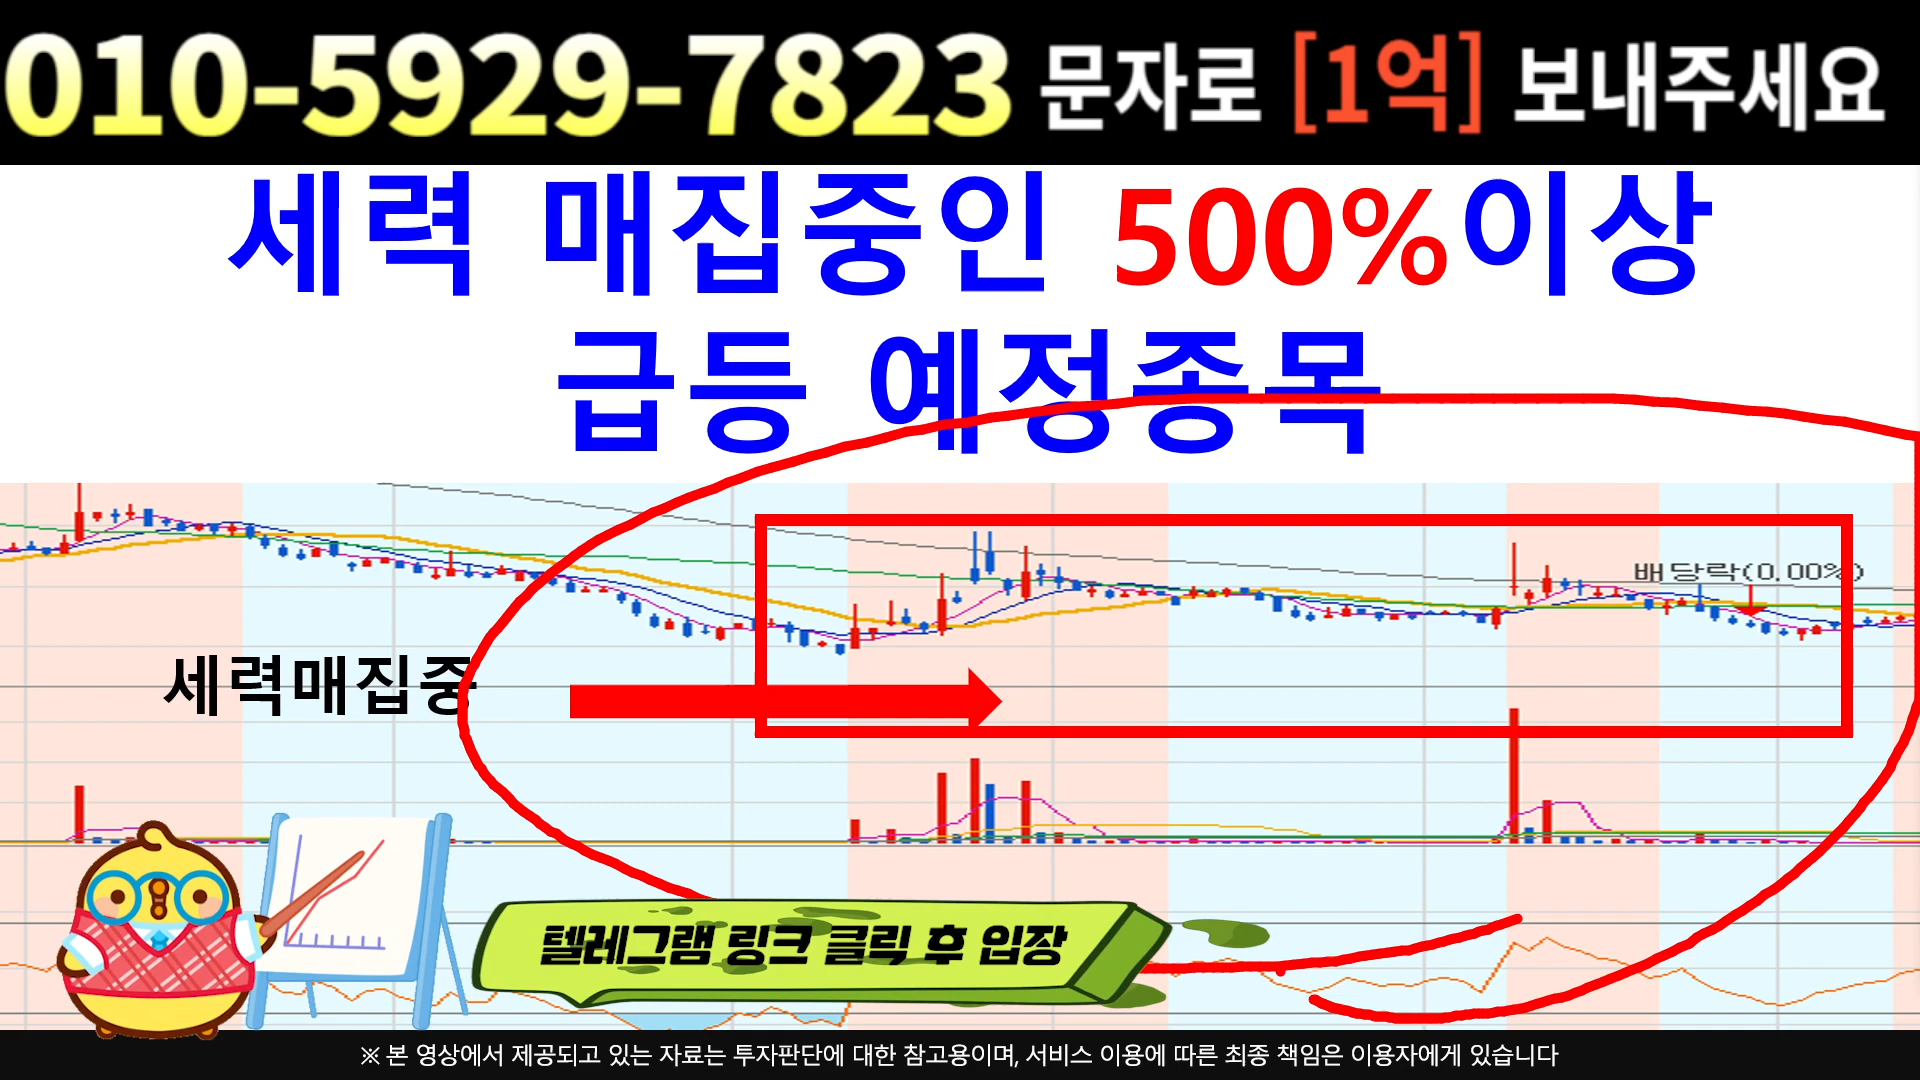 010-5929-7823 문자로 [1억] 보내주세요
세력 매집중인 500%이상
급등 예정종목
배당락(0.00%)
세력매집중
텔레그램 링크 클릭 후 입장
※ 본 영상에서 제공되고 있는 자료는 투자판단에 대한 참고용이며, 서비스 이용에 따른 최종 책임은 이용자에게 있습니다